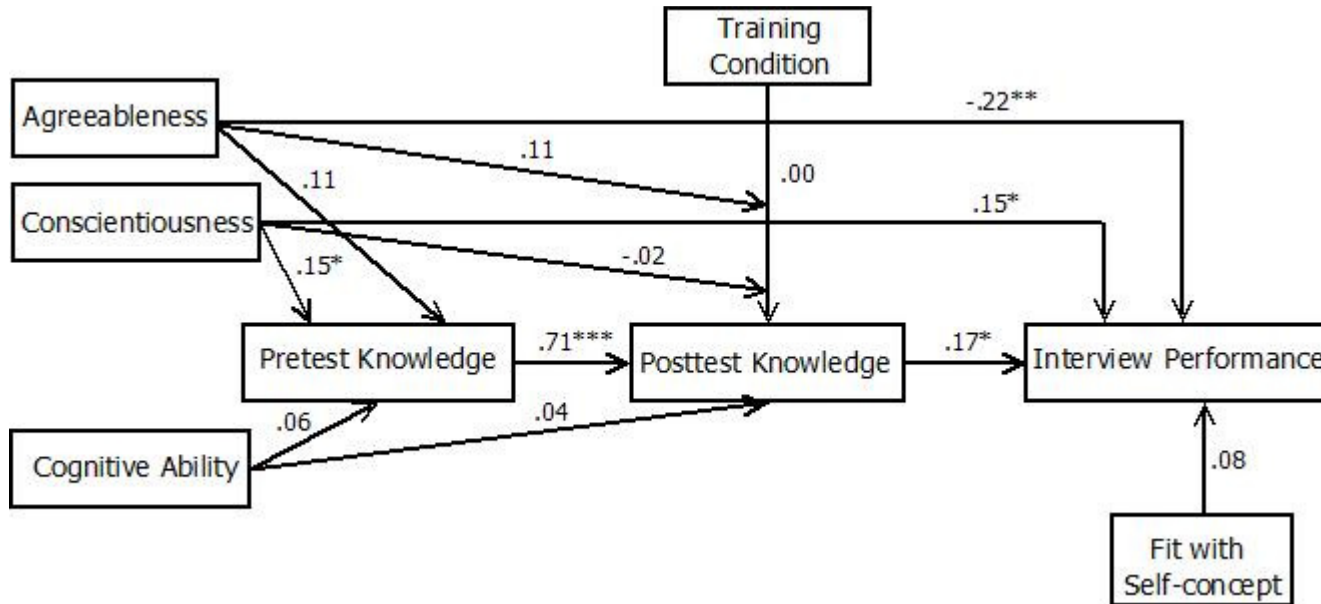 Training
Condition
-.22**
Agreeableness
.11
.11
.00
Conscientiousness
.15*
-.02
.15*
Pretest Knowledge
.71***
Posttest Knowledge
.17*
Interview Performance
.06
.04
Cognitive Ability
.08
Fit with
Self-concept